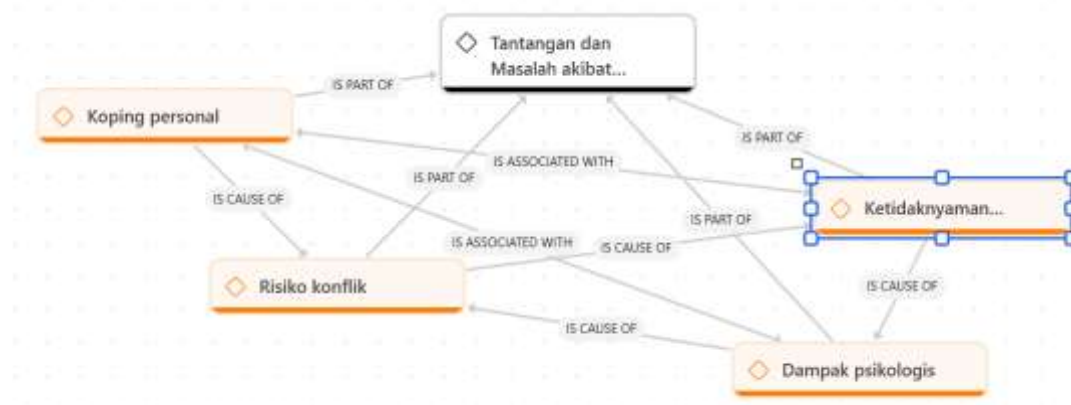 Tantangan dan
Masalah akibat...
IS PART OF
Koping personal
IS PART OF
IS ASSOCIATED WITH
IS PART OF
IS CAUSE OF
Ketidaknyaman...
IS PART OF
IS ASSOCIATED WITH
IS CAUSE OF
Risiko konflik
IS CAUSE OF
IS CAUSE OF
Dampak psikologis